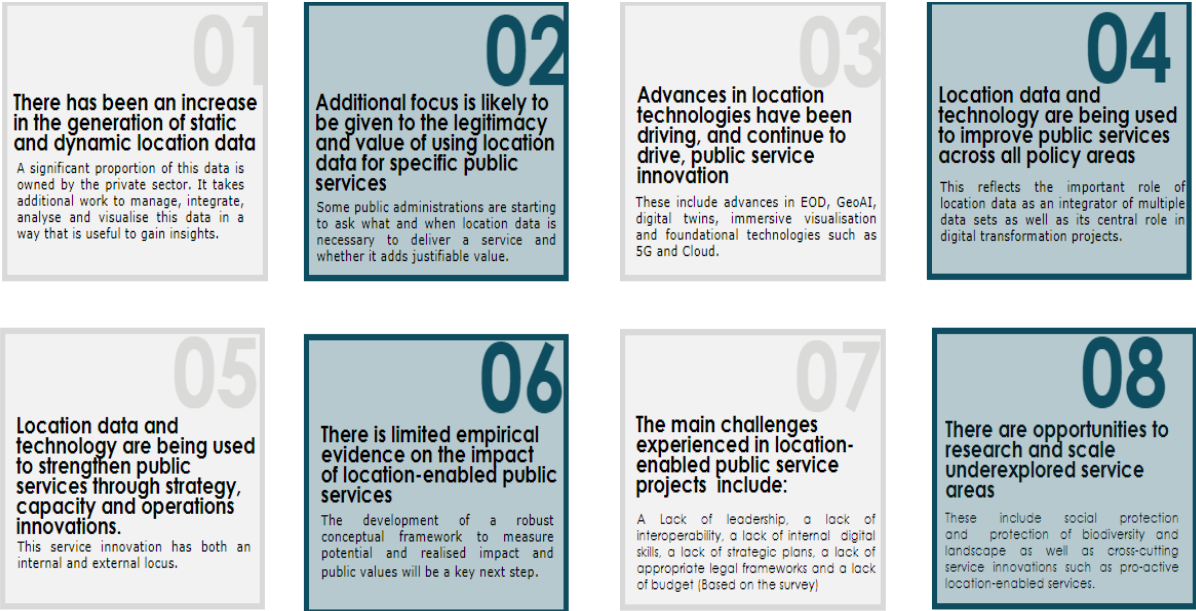 01
There has been an increase
in the generation of static
and dynamic location data
A significant proportion of this data is
owned by the private sector. It takes
additional work to manage, integrate,
analyse and visualise this data in a
way that is useful to gain insights.
02
Additional focus is likely to
be given to the legitimacy
and value of using location
data for specific public
services
Some public administrations are starting
to ask what and when location data is
necessary to deliver a service and
whether it adds justifiable value.
03
Advances in location
technologies have been
driving, and continue to
drive, public service
innovation
These include advances in EOD, GeoAI,
digital twins, immersive visualisation
and foundational technologies such as
5G and Cloud.
04
Location data and
technology are being used
to improve public services
across all policy areas
This reflects the important role of
location data as an integrator of multiple
data sets as well as its central role in
digital transformation projects.
05
Location data and
technology are being used
to strengthen public
services through strategy,
capacity and operations
innovations.
This service innovation has both an
internal and external locus.
06
There is limited empirical
evidence on the impact
of location-enabled public
services
The development of a robust
conceptual framework to measure
potential and realised impact and
public values will be a key next step.
07
The main challenges
experienced in location-
enabled public service
projects include:
A Lack of leadership, a lack of
interoperability, a lack of internal digital
skills, a lack of strategic plans, a lack of
appropriate legal frameworks and a lack
of budget (Based on the survey)
08
There are opportunities to
research and scale
underexplored service
areas
These include social protection
and protection of biodiversity and
landscape as well as cross-cutting
service innovations such as pro-active
location-enabled services.